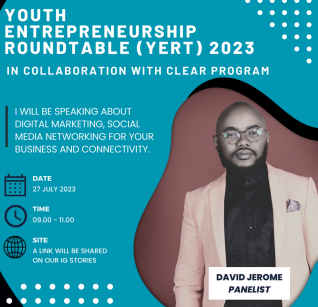 YOUTH
ENTREPRENEURSHIP
ROUNDTABLE (YERT) 2023
IN COLLABORATION WITH CLEAR PROGRAM
I WILL BE SPEAKING ABOUT
DIGITAL MARKETING, SOCIAL
MEDIA NETWORKING FOR YOUR
BUSINESS AND CONNECTIVITY.
DATE
27 JULY 2023
TIME
09.00 - 11.00
SITE
A LINK WILL BE SHARED
ON OUR IG STORIES
DAVID JEROME
PANELIST